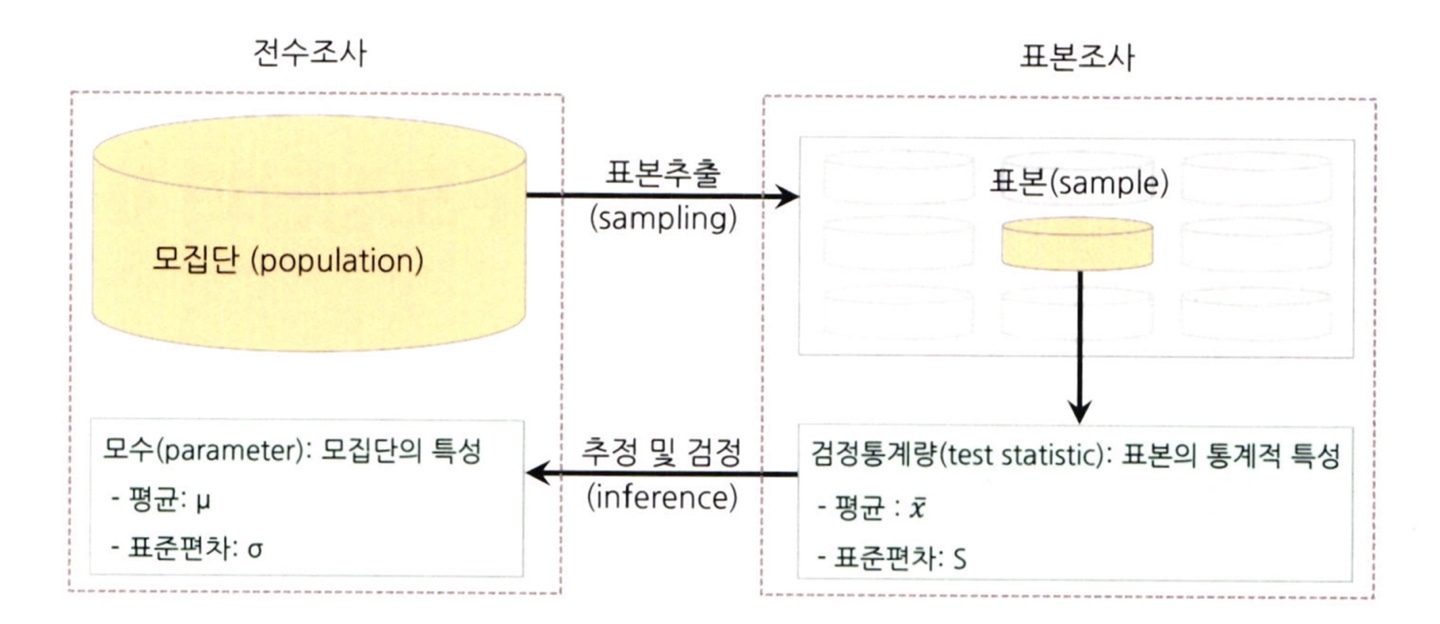 전수조사
표본조사
모집단 (population)
표본추출
(sampling)
표본(sample)
모수(parameter): 모집단의 특성
- 평균: μ
- 표준편차: σ
추정 및 검정
(inference)
검정통계량(test statistic): 표본의 통계적 특성
- 평균 : x̄
- 표준편차: S